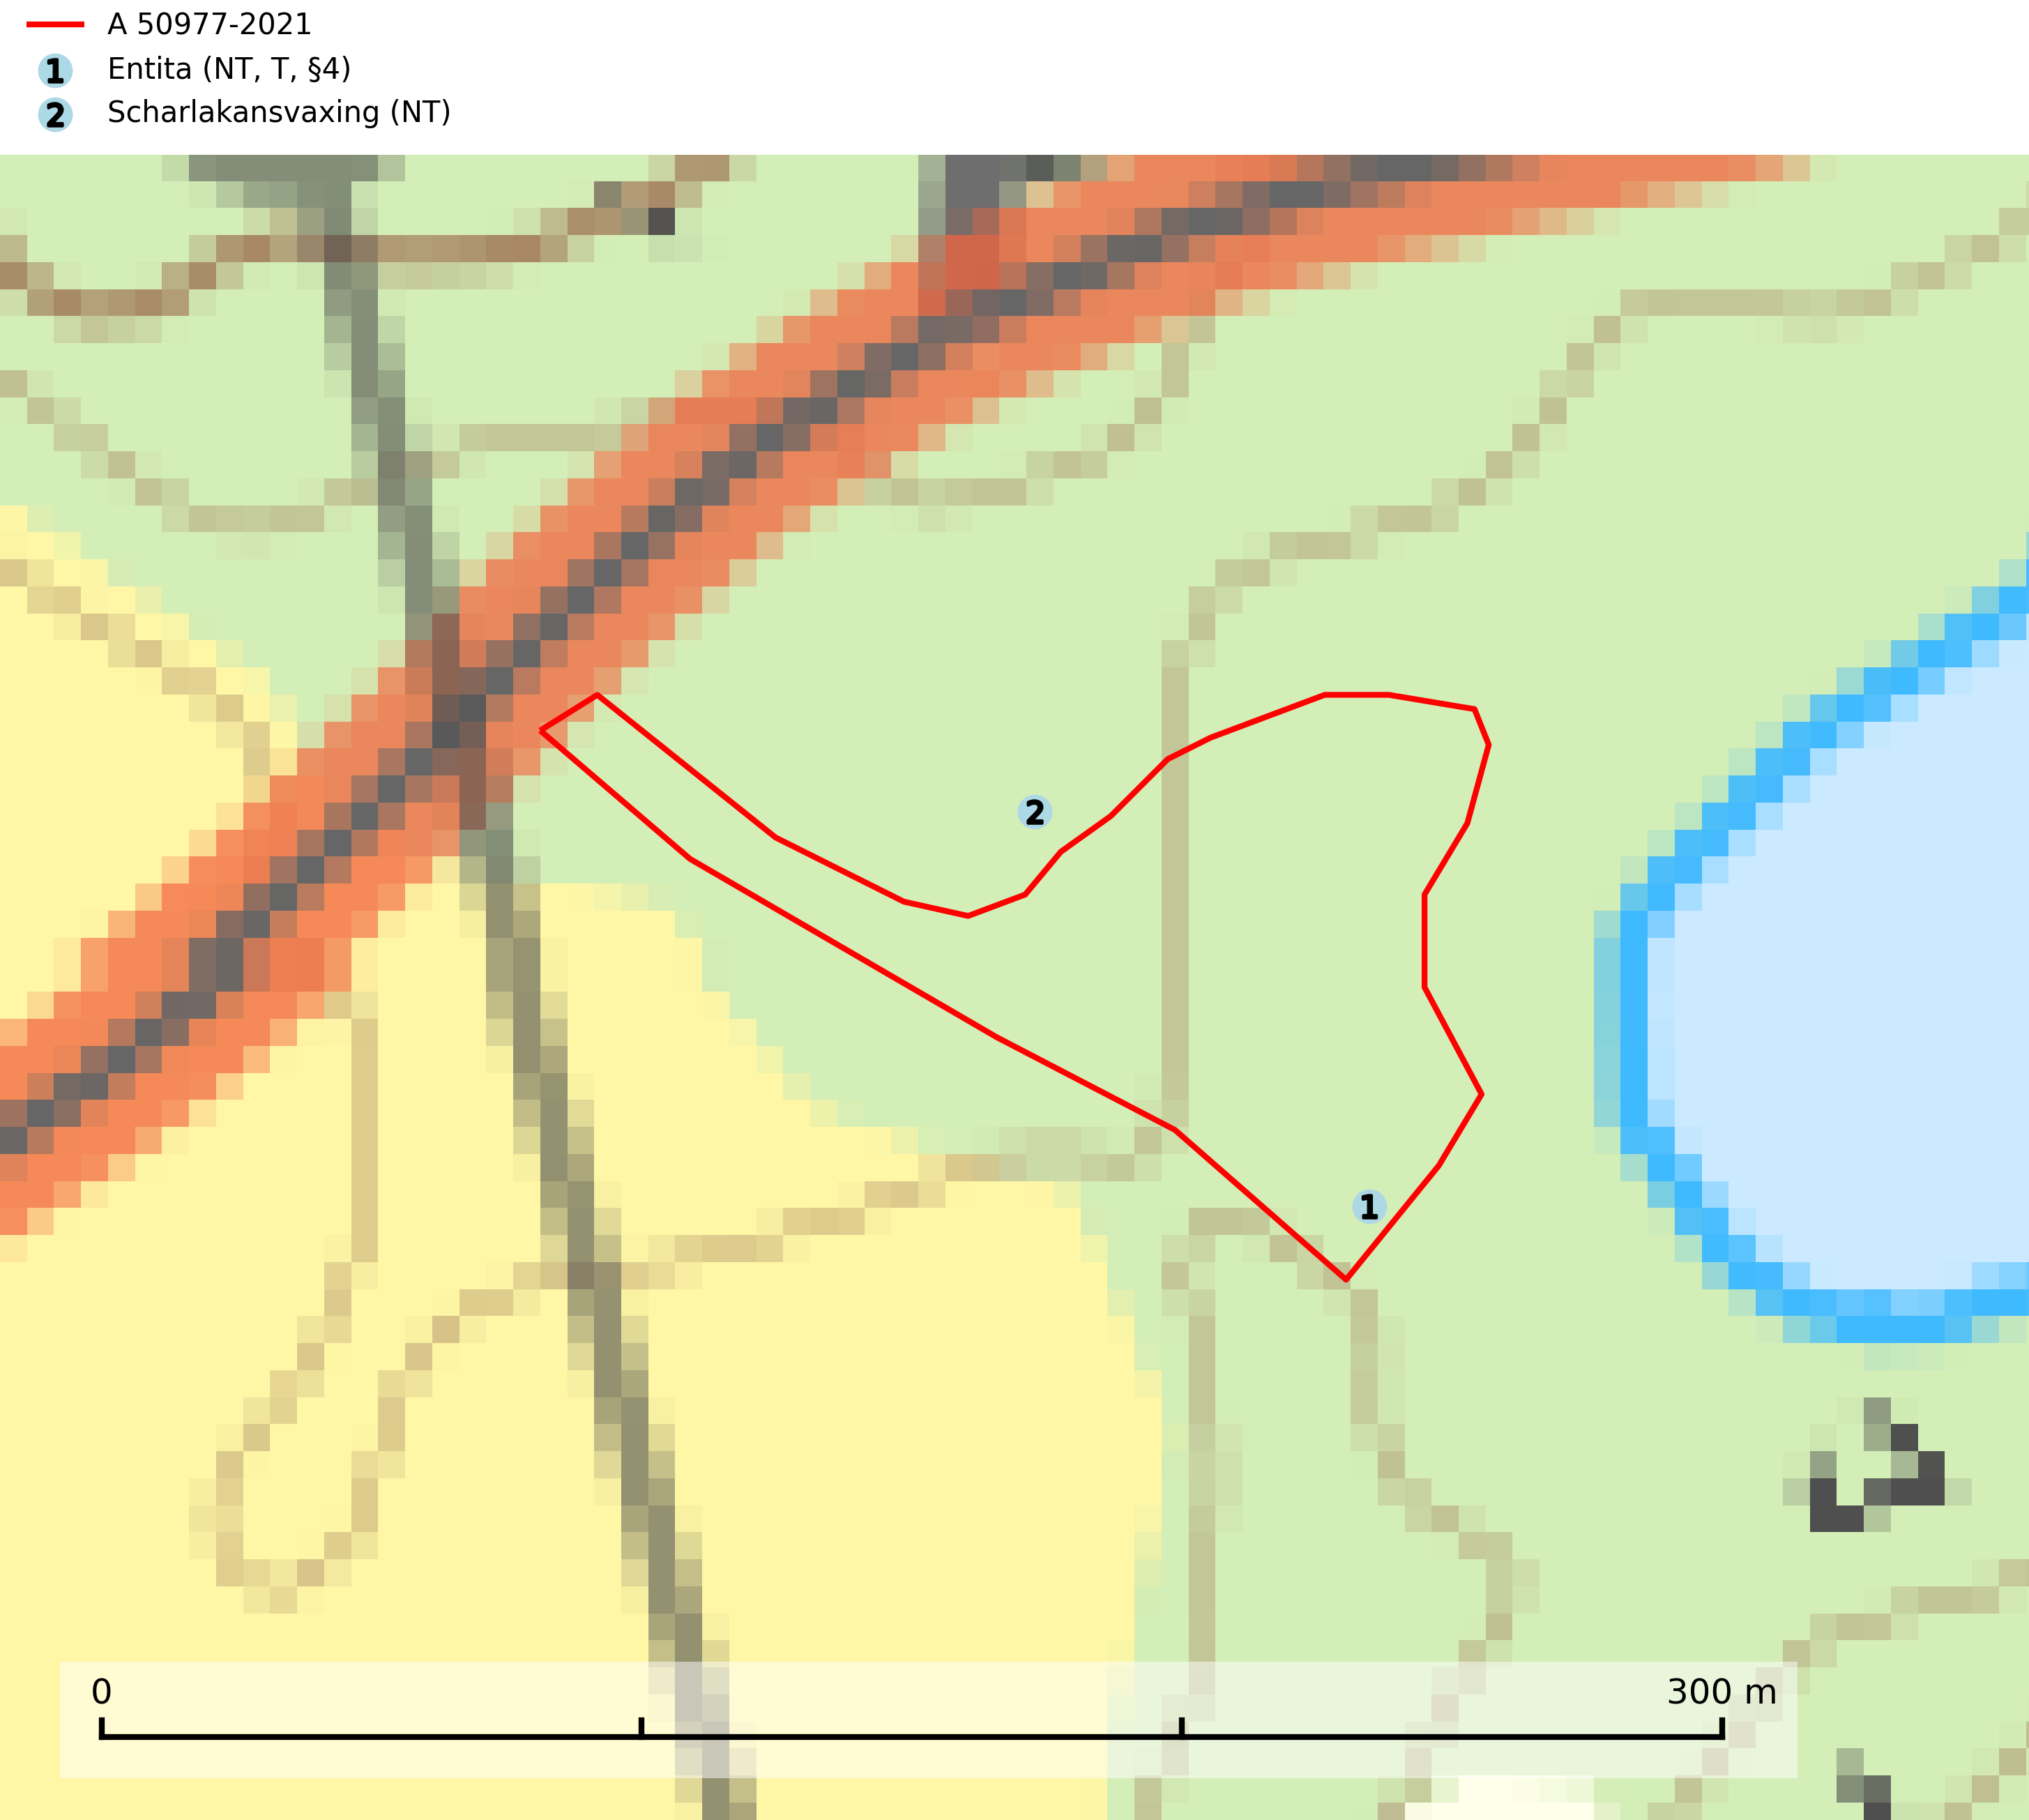 A 50977-2021
1 Entita (NT, T, §4)
2 Scharlakansvaxing (NT)
2
1
0 300 m